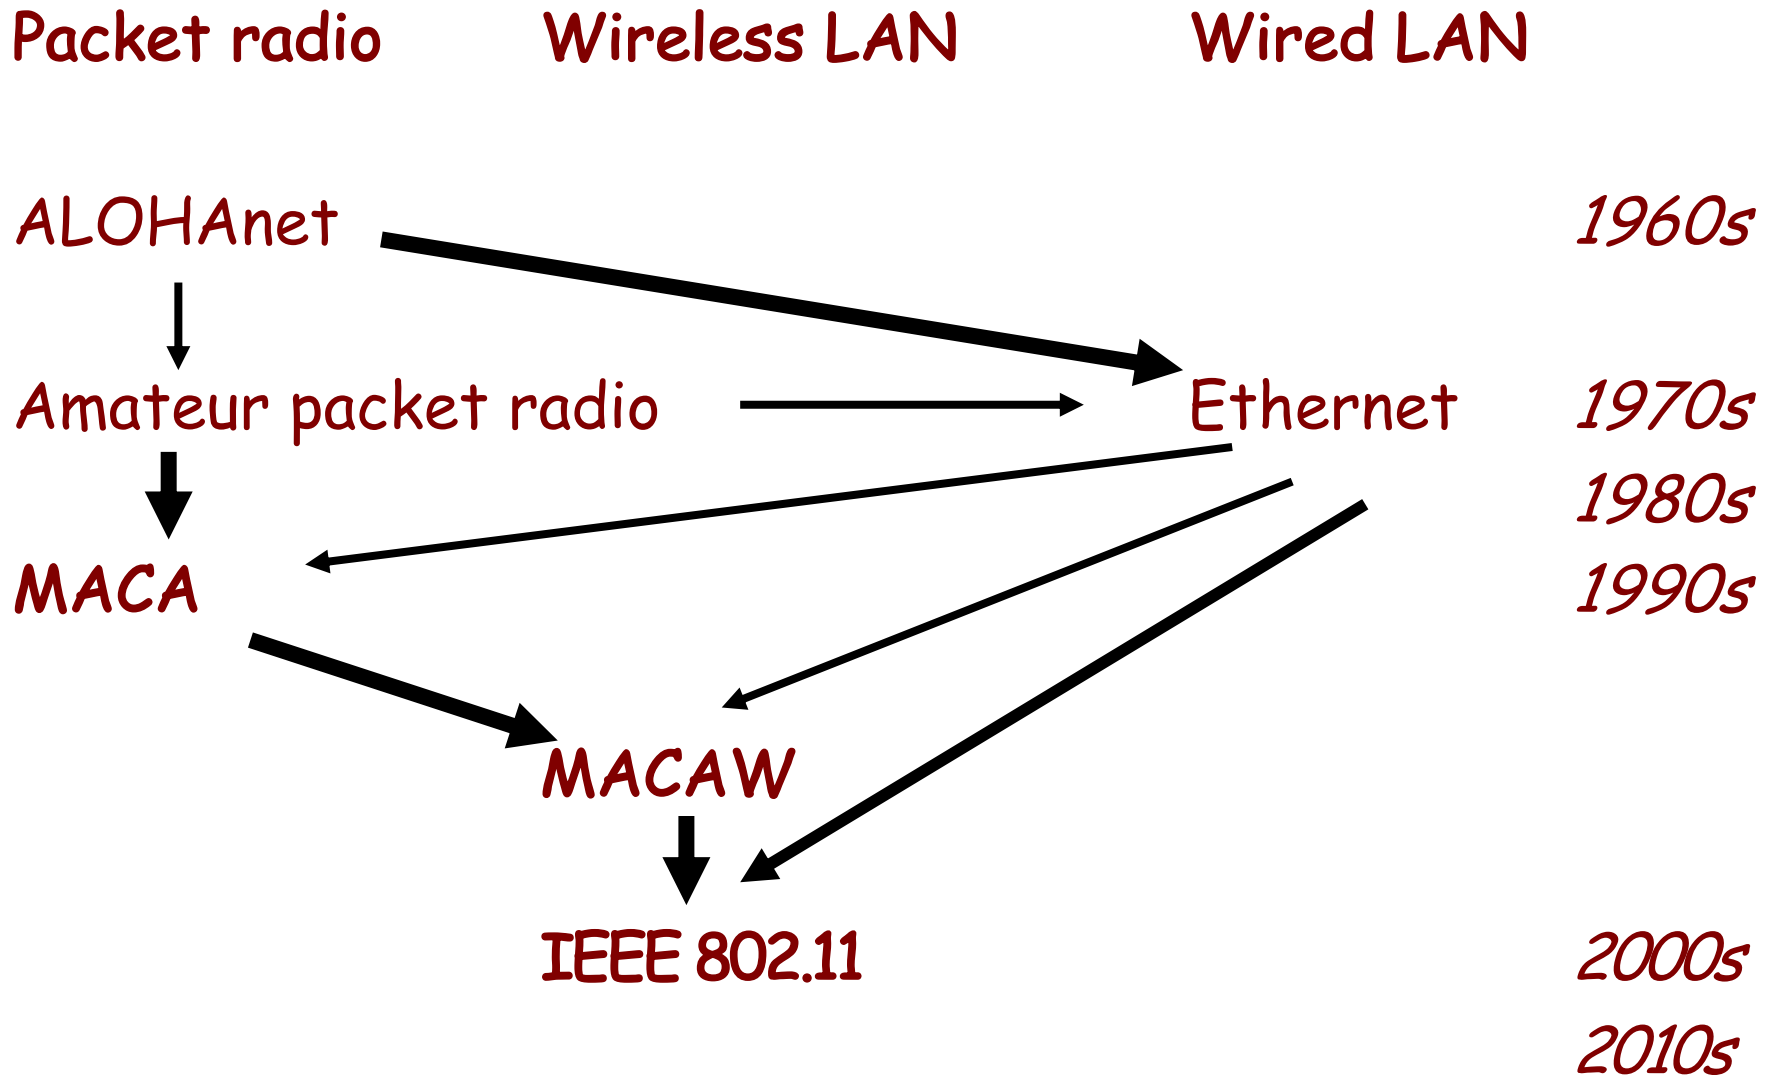 Packet radio Wireless LAN Wired LAN
ALOHAnet 1960s
Amateur packet radio Ethernet 1970s
1980s
MACA 1990s
MACAW
IEEE 802.11 2000s
2010s